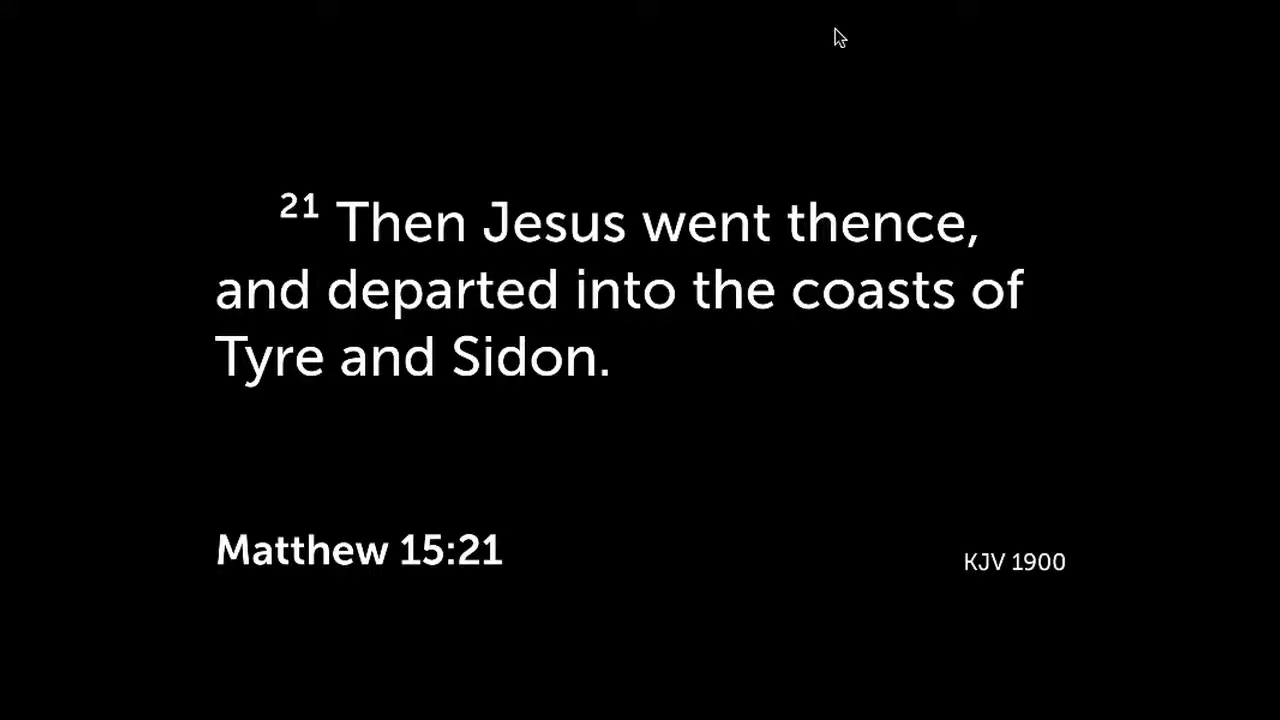 21 Then Jesus went thence,
and departed into the coasts of
Tyre and Sidon.
Matthew 15:21
KJV 1900